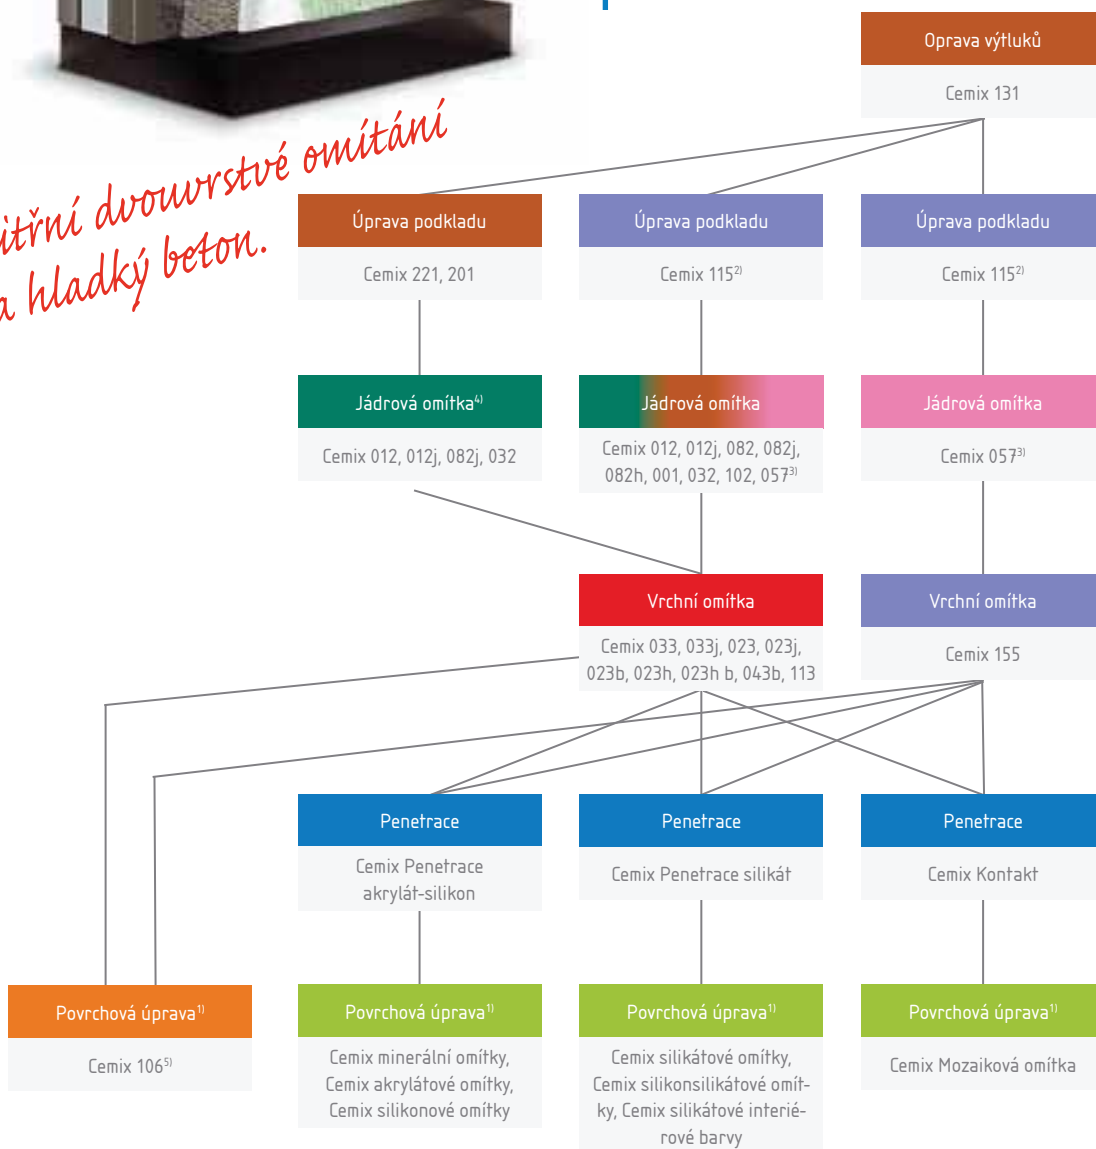 Oprava výtluků
Cemix 131
dvouvrstvé omítání
hladký beton.
Úprava podkladu
Cemix 221, 201
Úprava podkladu
Cemix 115²⁾
Úprava podkladu
Cemix 115²⁾
Jádrová omítka⁴⁾
Cemix 012, 012j, 082j, 032
Jádrová omítka
Cemix 012, 012j, 082, 082j,
082h, 001, 032, 102, 057³⁾
Jádrová omítka
Cemix 057³⁾
Vrchní omítka
Cemix 033, 033j, 023, 023j,
023b, 023h, 023h b, 043b, 113
Vrchní omítka
Cemix 155
Penetrace
Cemix Penetrace
akrylát-silikon
Penetrace
Cemix Penetrace silikát
Penetrace
Cemix Kontakt
Povrchová úprava¹⁾
Cemix 106⁵⁾
Povrchová úprava¹⁾
Cemix minerální omítky,
Cemix akrylátové omítky,
Cemix silikonové omítky
Povrchová úprava¹⁾
Cemix silikátové omítky,
Cemix silikonsilikátové omít-
ky, Cemix silikátové interié-
rové barvy
Povrchová úprava¹⁾
Cemix Mozaiková omítka